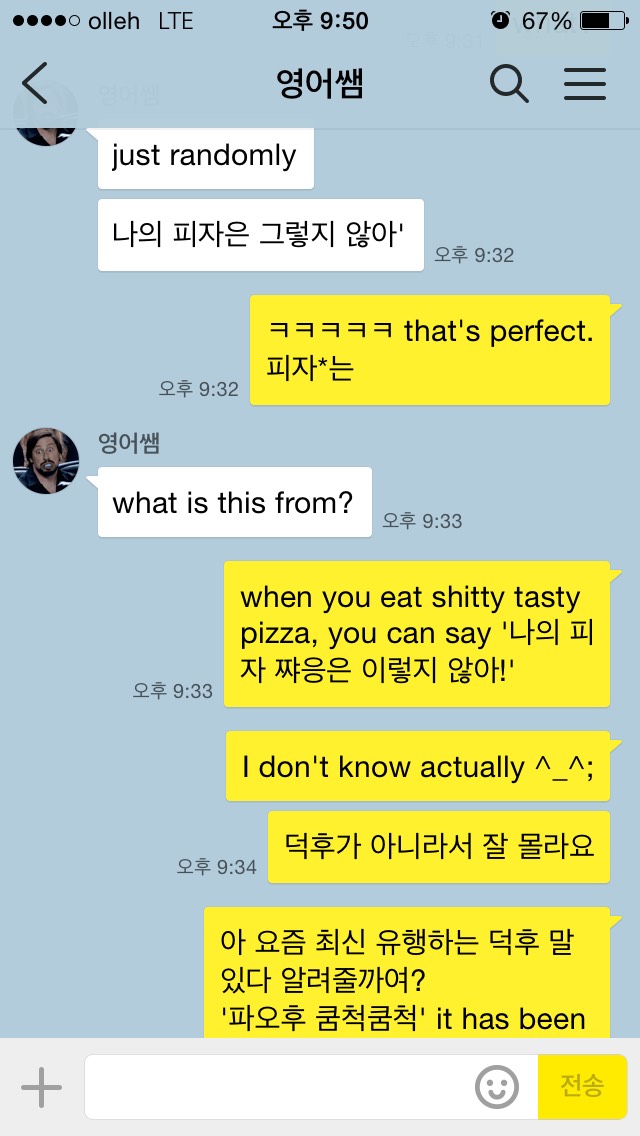 olleh LTE 오후 9:50 67%
영어쌤
just randomly
나의 피자은 그렇지 않아'
오후 9:32
ㅋㅋㅋㅋㅋ that's perfect.
피자*는
오후 9:32
영어쌤
what is this from?
오후 9:33
when you eat shitty tasty
pizza, you can say '나의 피
자 쨔응은 이렇지 않아!'
오후 9:33
I don't know actually ^_^;
덕후가 아니라서 잘 몰라요
오후 9:34
아 요즘 최신 유행하는 덕후 말
있다 알려줄까여?
'파오후 쿰척쿰척' it has been
전송